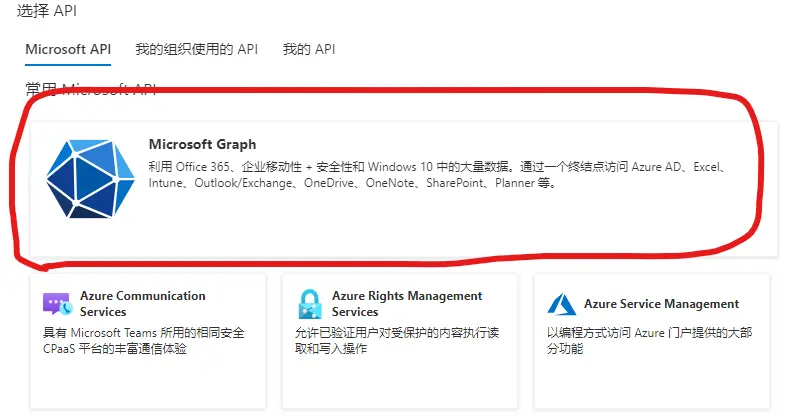 选择 API
Microsoft API 我的组织使用的 API 我的 API
常用 Microsoft API
Microsoft Graph
利用 Office 365、企业移动性 + 安全性和 Windows 10 中的大量数据。通过一个终结点访问 Azure AD、Excel、
Intune、Outlook/Exchange、OneDrive、OneNote、SharePoint、Planner 等。
Azure Communication
Services
具有 Microsoft Teams 所用的相同安全
CPaaS 平台的丰富通信体验
Azure Rights Management
Services
允许已验证用户对受保护的内容执行读
取和写入操作
Azure Service Management
以编程方式访问 Azure 门户提供的大部
分功能